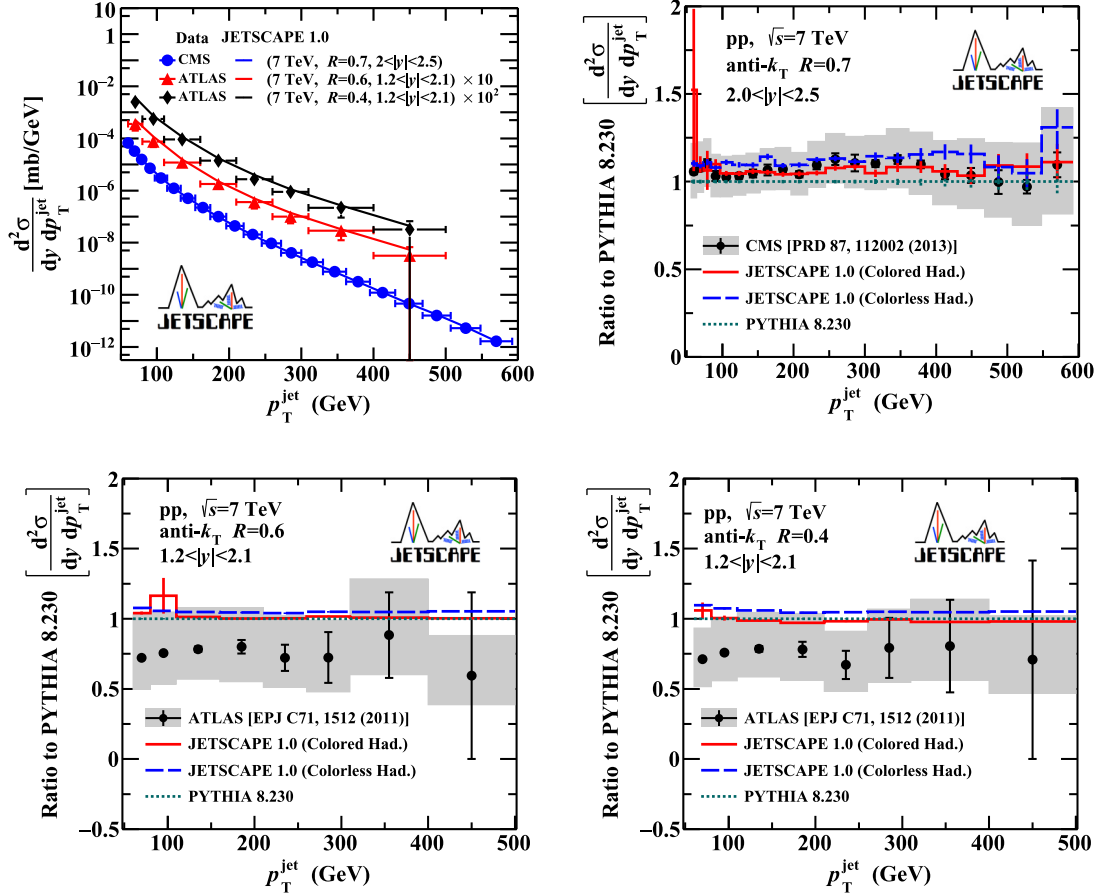 Data JETSCAPE 1.0
CMS (7 TeV, R=0.7, 2<|y|<2.5)
ATLAS (7 TeV, R=0.6, 1.2<|y|<2.1) ×10
ATLAS (7 TeV, R=0.4, 1.2<|y|<2.1) ×10²
d²σ / dy dp_T^jet [mb/GeV]
10
10⁻²
10⁻⁴
10⁻⁶
10⁻⁸
10⁻¹⁰
10⁻¹²
JETSCAPE
100 200 300 400 500 600
p_T^jet (GeV)
Ratio to PYTHIA 8.230 [d²σ / dy dp_T^jet]
2
1.5
1
0.5
0
pp, √s=7 TeV
anti-k_T R=0.7
2.0<|y|<2.5
JETSCAPE
CMS [PRD 87, 112002 (2013)]
JETSCAPE 1.0 (Colored Had.)
JETSCAPE 1.0 (Colorless Had.)
PYTHIA 8.230
100 200 300 400 500 600
p_T^jet (GeV)
Ratio to PYTHIA 8.230 [d²σ / dy dp_T^jet]
2
1.5
1
0.5
0
−0.5
pp, √s=7 TeV
anti-k_T R=0.6
1.2<|y|<2.1
JETSCAPE
ATLAS [EPJ C71, 1512 (2011)]
JETSCAPE 1.0 (Colored Had.)
JETSCAPE 1.0 (Colorless Had.)
PYTHIA 8.230
100 200 300 400 500
p_T^jet (GeV)
Ratio to PYTHIA 8.230 [d²σ / dy dp_T^jet]
2
1.5
1
0.5
0
−0.5
pp, √s=7 TeV
anti-k_T R=0.4
1.2<|y|<2.1
JETSCAPE
ATLAS [EPJ C71, 1512 (2011)]
JETSCAPE 1.0 (Colored Had.)
JETSCAPE 1.0 (Colorless Had.)
PYTHIA 8.230
100 200 300 400 500
p_T^jet (GeV)